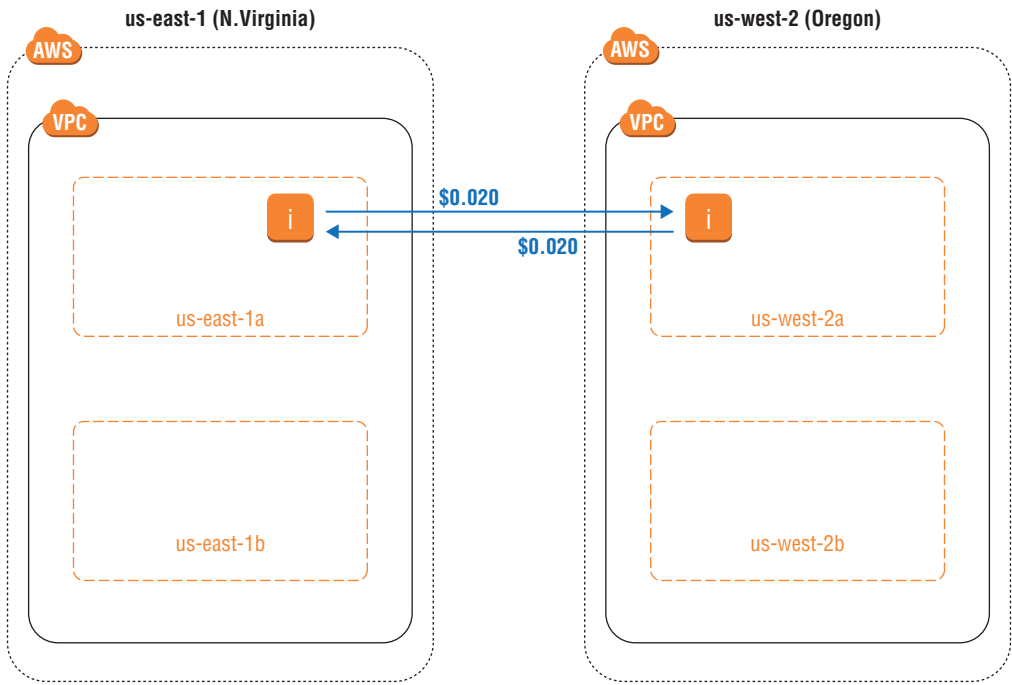 us-east-1 (N.Virginia)
us-west-2 (Oregon)
AWS
AWS
VPC
VPC
i
$0.020
i
$0.020
us-east-1a
us-west-2a
us-east-1b
us-west-2b